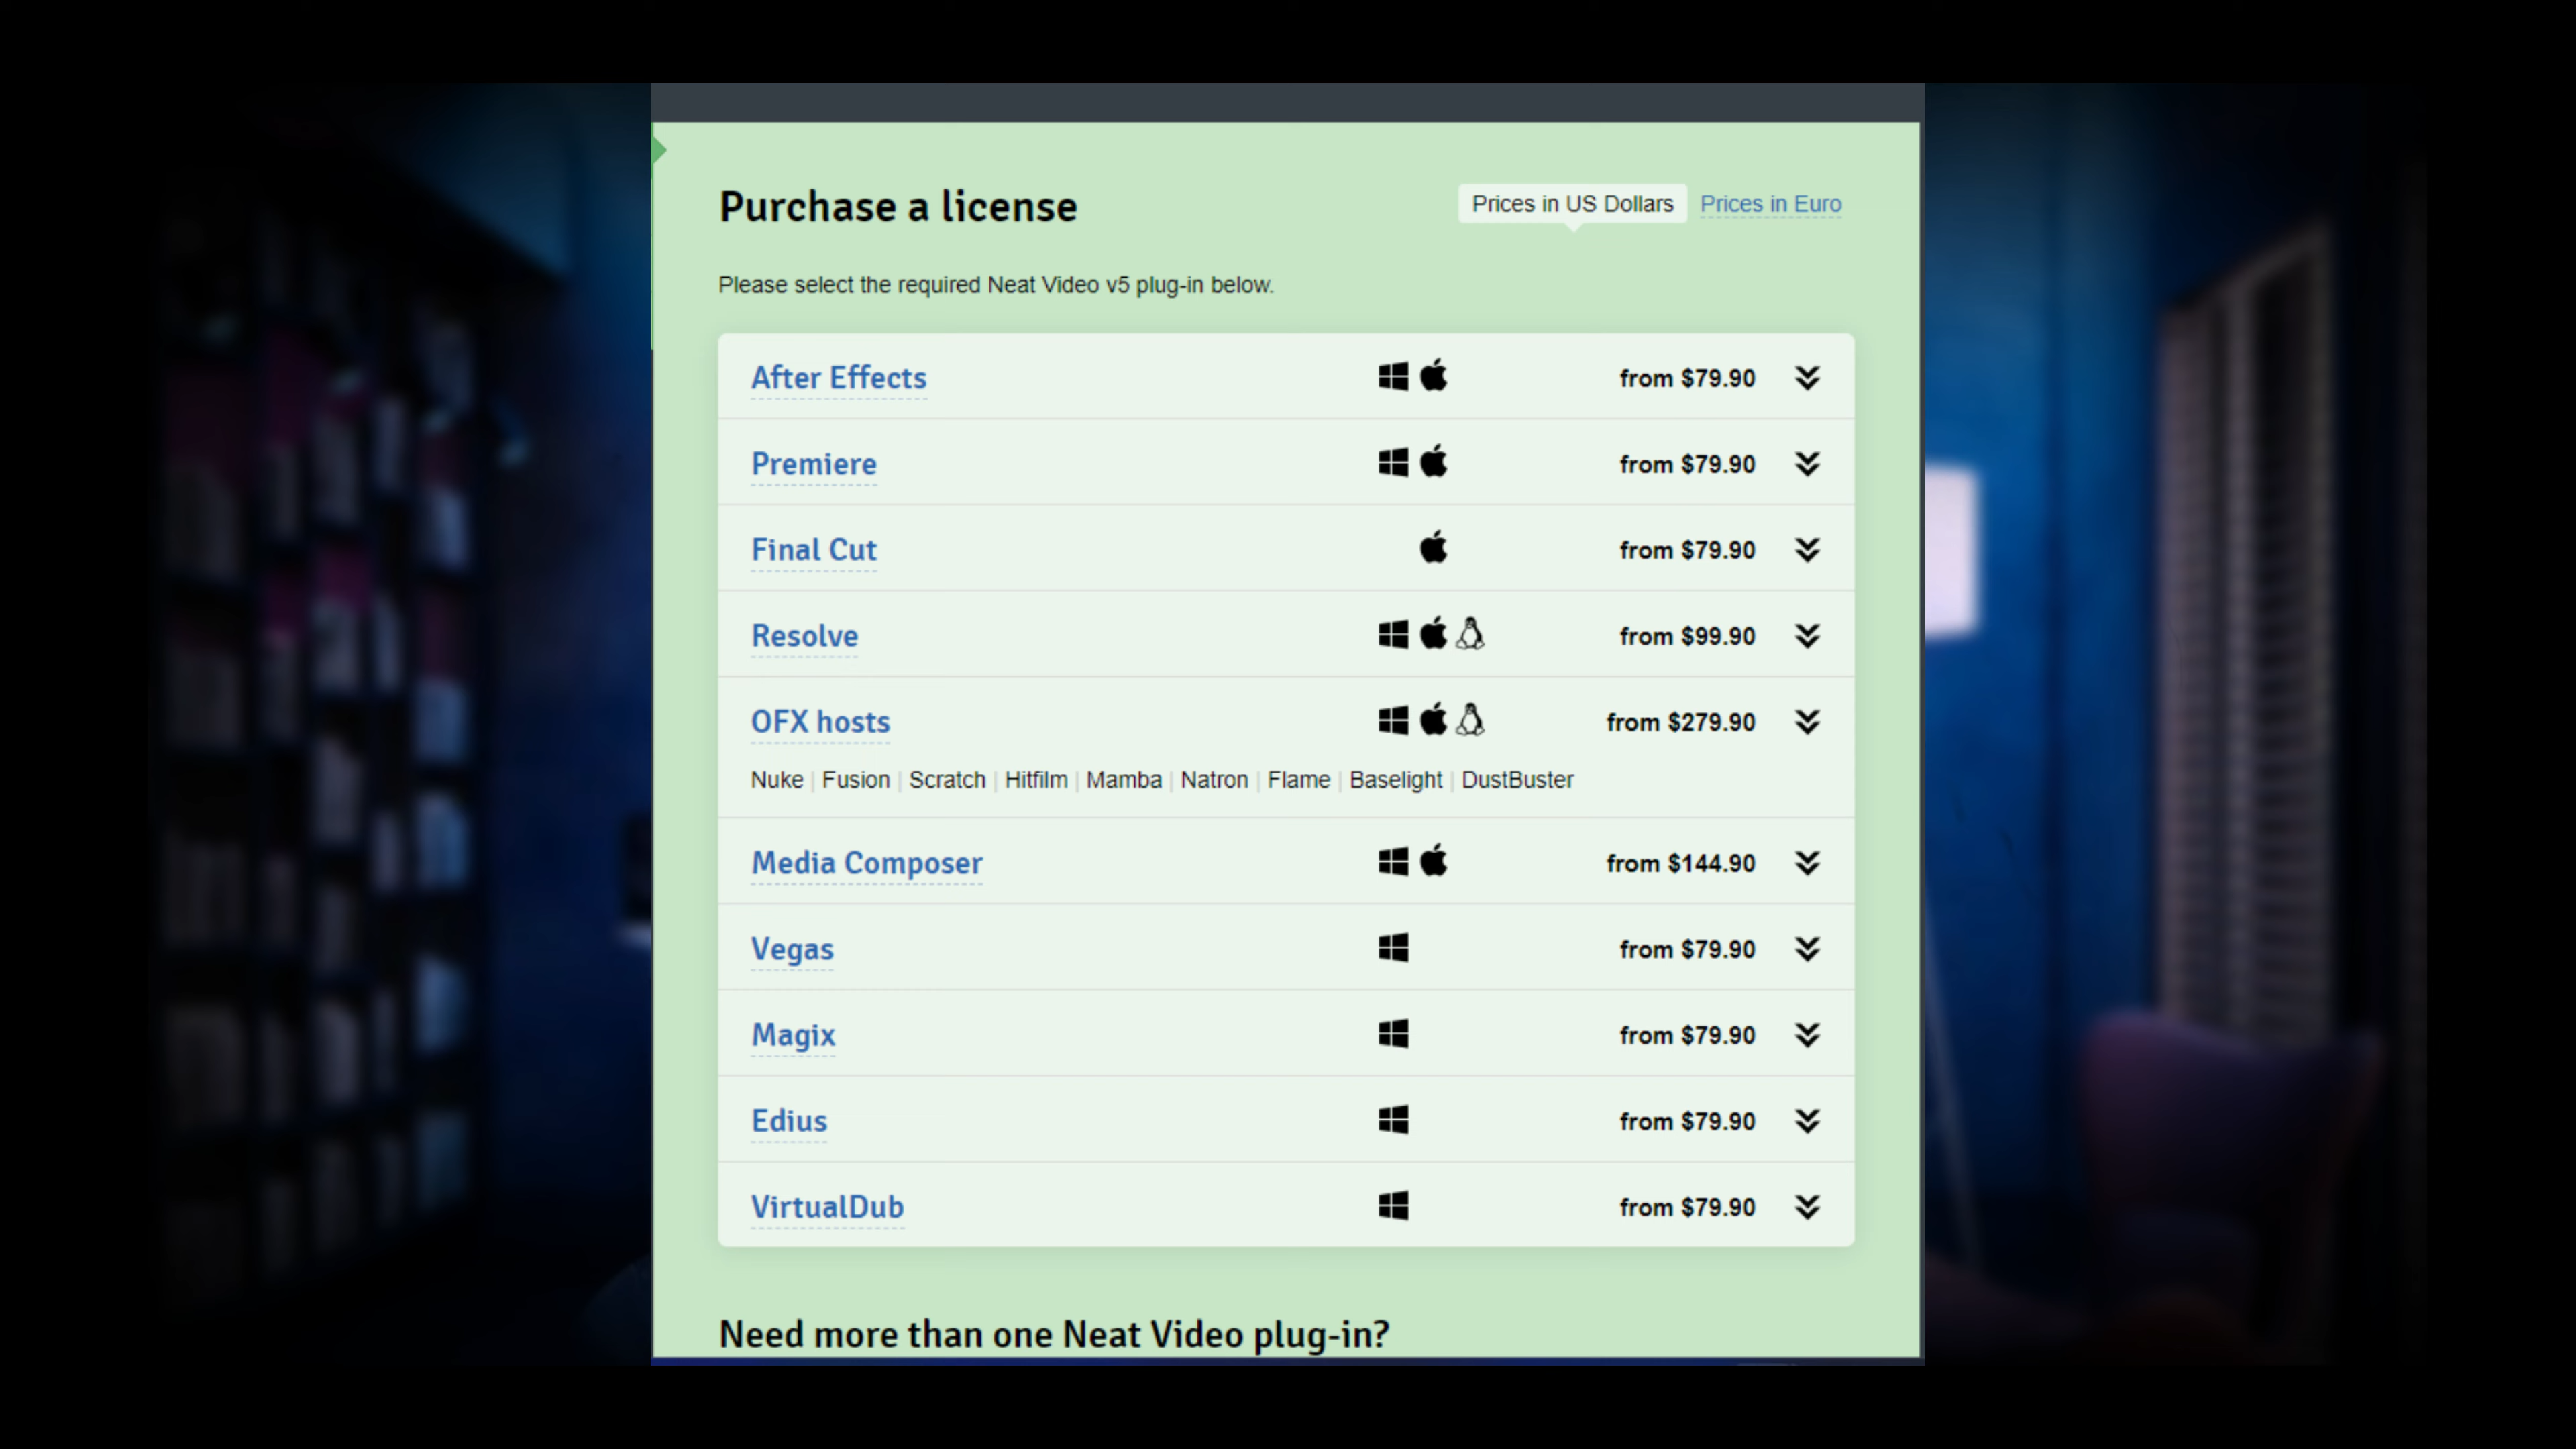 Purchase a license
Prices in US Dollars Prices in Euro
Please select the required Neat Video v5 plug-in below.
After Effects from $79.90
Premiere from $79.90
Final Cut from $79.90
Resolve from $99.90
OFX hosts from $279.90
Nuke | Fusion | Scratch | Hitfilm | Mamba | Natron | Flame | Baselight | DustBuster
Media Composer from $144.90
Vegas from $79.90
Magix from $79.90
Edius from $79.90
VirtualDub from $79.90
Need more than one Neat Video plug-in?